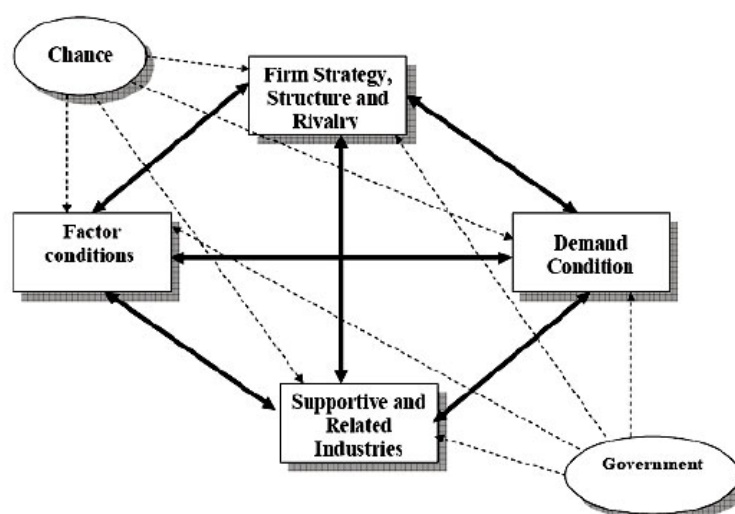 Chance
Firm Strategy,
Structure and
Rivalry
Factor
conditions
Demand
Condition
Supportive and
Related
Industries
Government